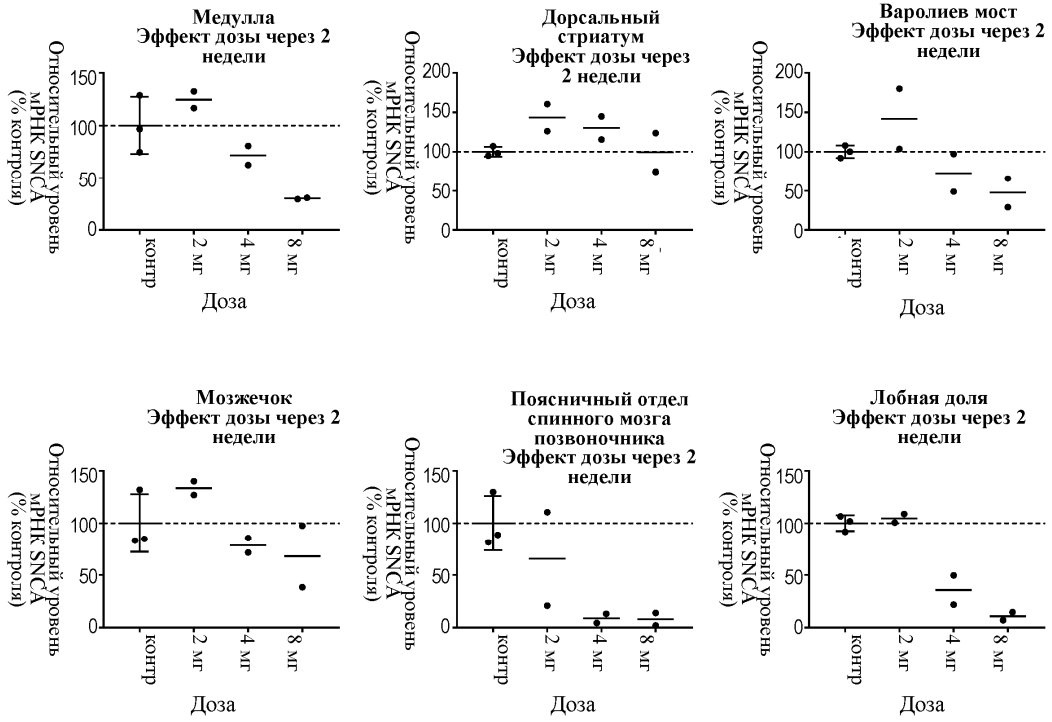 Медулла
Эффект дозы через 2
недели
Относительный уровень
мРНК SNCA
(% контроля)
150
100
50
0
контр
2 мг
4 мг
8 мг
Доза
Дорсальный
стриатум
Эффект дозы через
2 недели
Относительный уровень
мРНК SNCA
(% контроля)
200
150
100
50
0
контр
2 мг
4 мг
8 мг
Доза
Варолиев мост
Эффект дозы через 2
недели
Относительный уровень
мРНК SNCA
(% контроля)
200
150
100
50
0
контр
2 мг
4 мг
8 мг
Доза
Мозжечок
Эффект дозы через 2
недели
Относительный уровень
мРНК SNCA
(% контроля)
150
100
50
0
контр
2 мг
4 мг
8 мг
Доза
Поясничный отдел
спинного мозга
позвоночника
Эффект дозы через 2
недели
Относительный уровень
мРНК SNCA
(% контроля)
150
100
50
0
контр
2 мг
4 мг
8 мг
Доза
Лобная доля
Эффект дозы через 2
недели
Относительный уровень
мРНК SNCA
(% контроля)
150
100
50
0
контр
2 мг
4 мг
8 мг
Доза